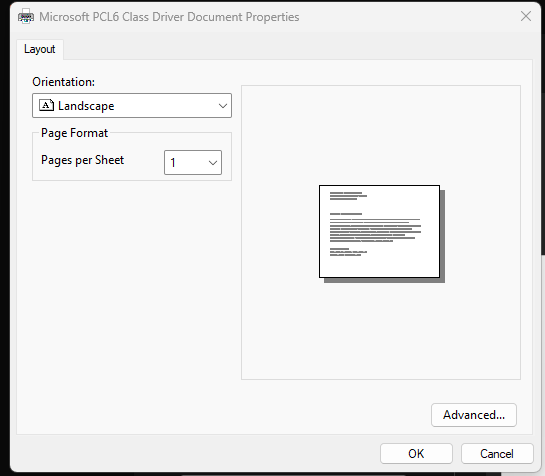 Microsoft PCL6 Class Driver Document Properties
Layout
Orientation:
A Landscape
Page Format
Pages per Sheet 1
Advanced...
OK Cancel